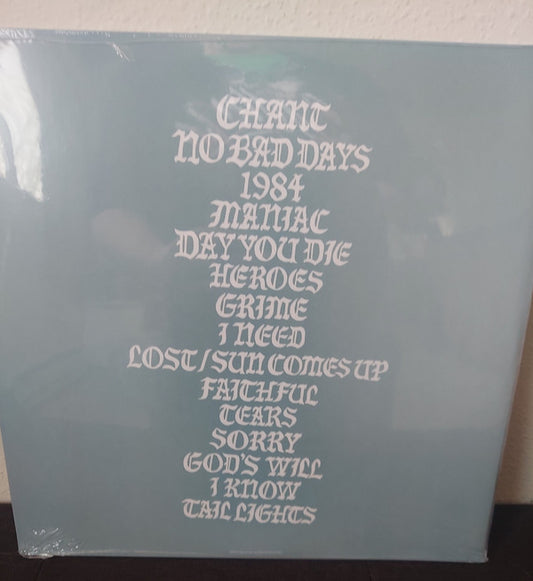 CHANT
NO BAD DAYS
1984
MANIAC
DAY YOU DIE
HEROES
GRIME
I NEED
LOST/SUN COMES UP
FAITHFUL
TEARS
SORRY
GOD'S WILL
I KNOW
TAIL LIGHTS